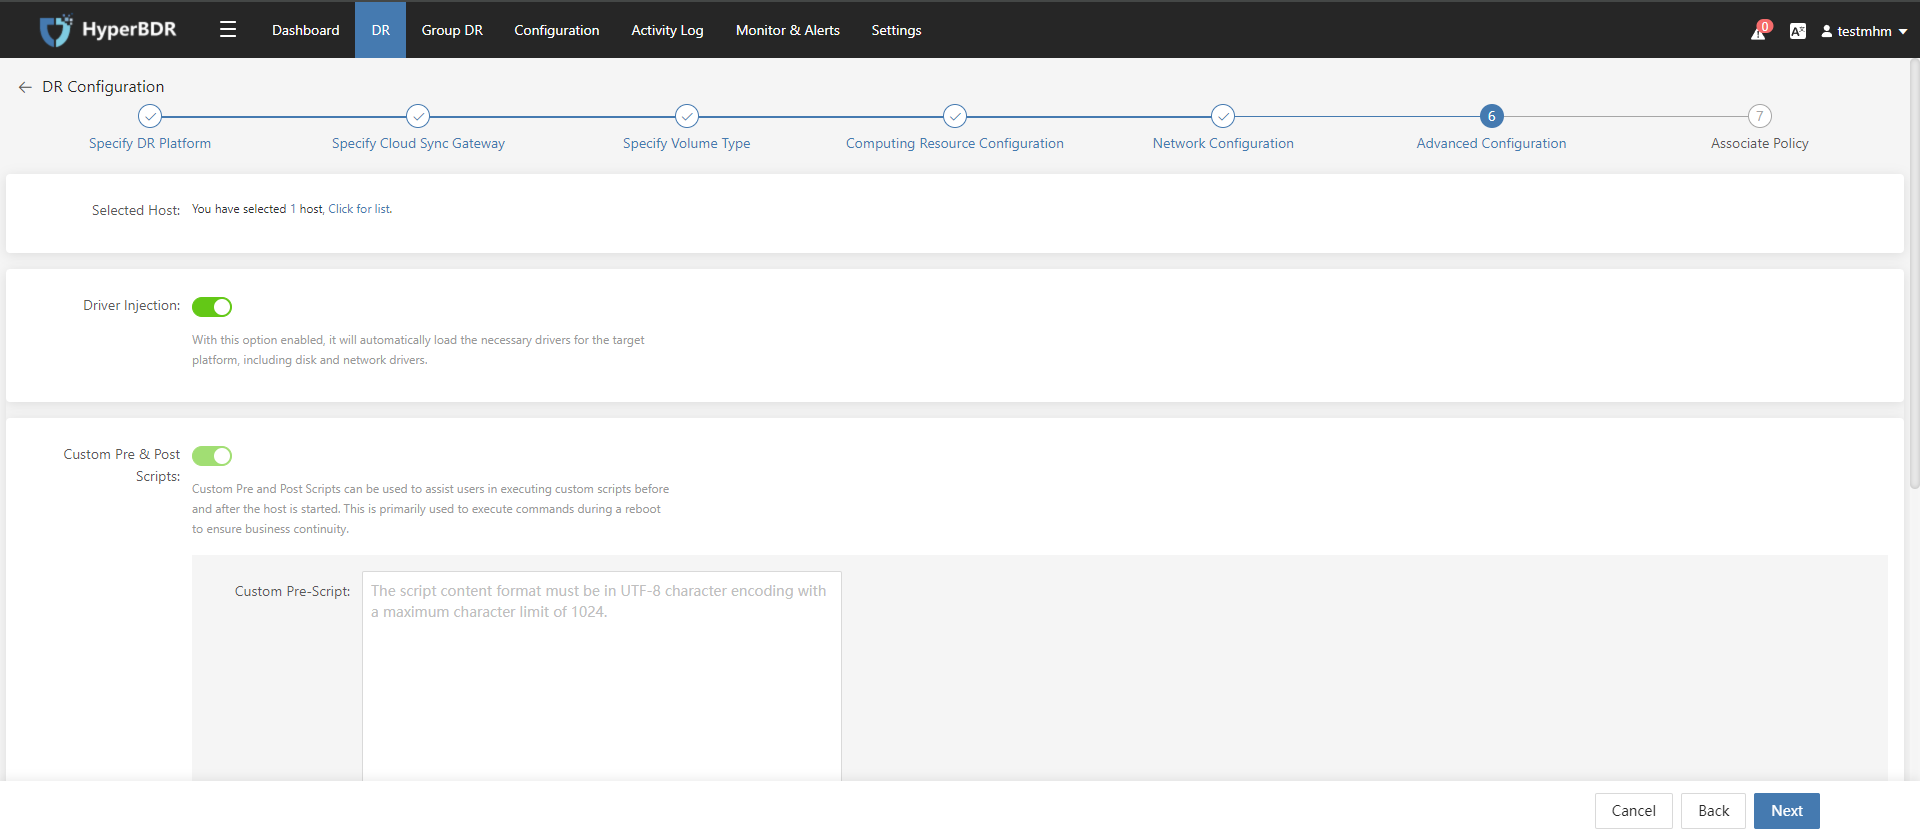 HyperBDR
Dashboard
DR
Group DR
Configuration
Activity Log
Monitor & Alerts
Settings
0
A
testmhm
DR Configuration
6
7
Specify DR Platform
Specify Cloud Sync Gateway
Specify Volume Type
Computing Resource Configuration
Network Configuration
Advanced Configuration
Associate Policy
Selected Host: You have selected 1 host, Click for list.
Driver Injection:
With this option enabled, it will automatically load the necessary drivers for the target
platform, including disk and network drivers.
Custom Pre & Post
Scripts:
Custom Pre and Post Scripts can be used to assist users in executing custom scripts before
and after the host is started. This is primarily used to execute commands during a reboot
to ensure business continuity.
Custom Pre-Script: The script content format must be in UTF-8 character encoding with
a maximum character limit of 1024.
Cancel
Back
Next